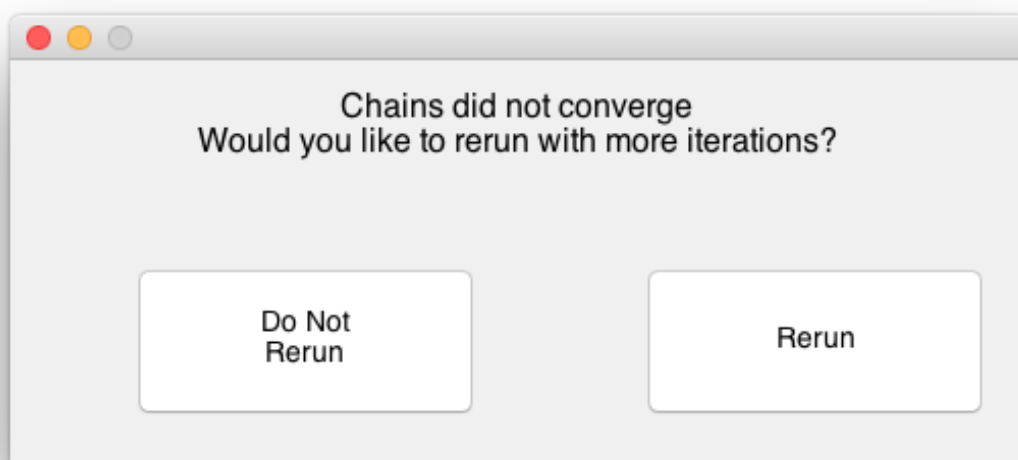 Chains did not converge
Would you like to rerun with more iterations?
Do Not
Rerun
Rerun